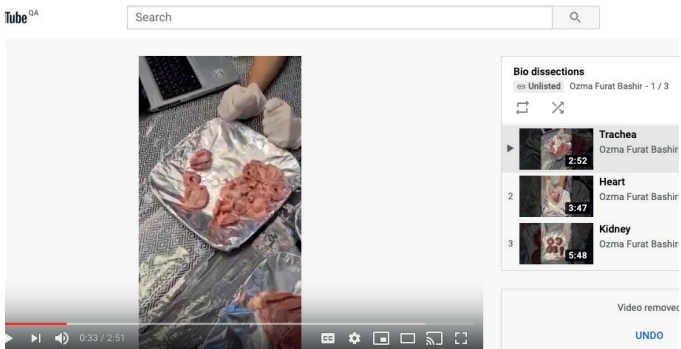 Tube QA
Search
Bio dissections
Unlisted Ozma Furat Bashir - 1 / 3
Trachea
Ozma Furat Bashir
2:52
2
Heart
Ozma Furat Bashir
3:47
3
Kidney
Ozma Furat Bashir
5:48
Video removed
UNDO
0:33 / 2:51
CC